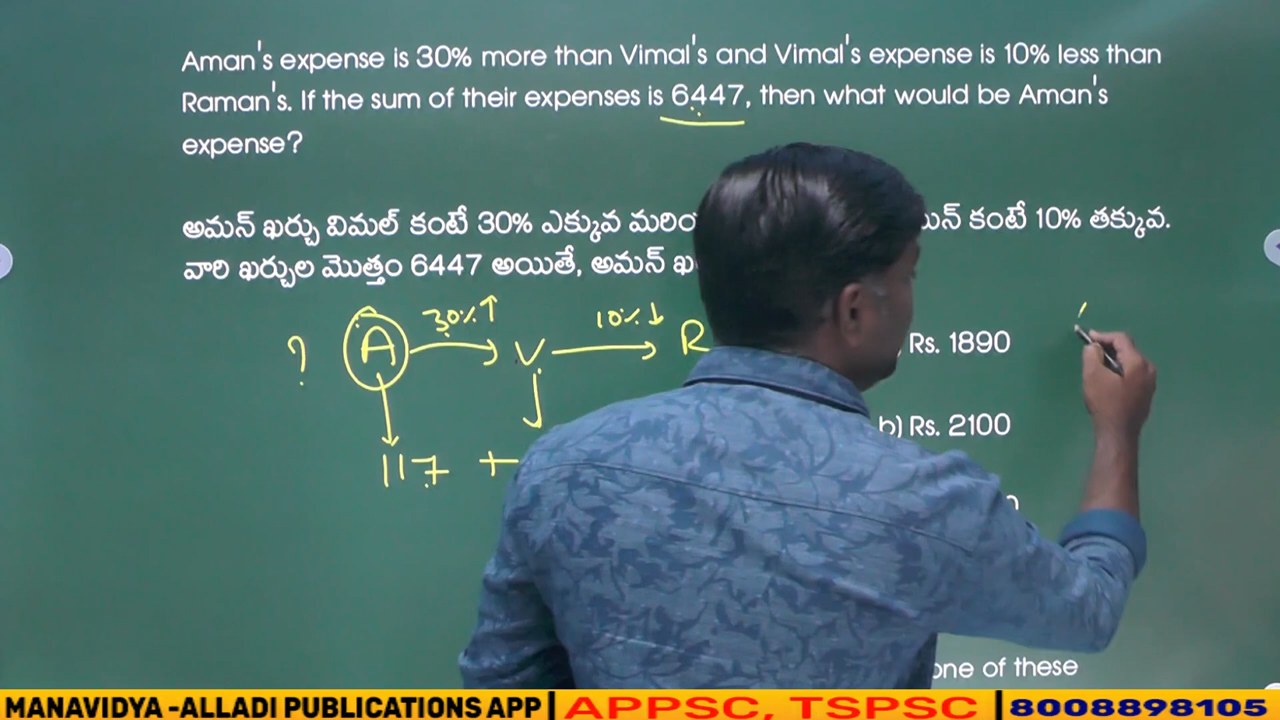 Aman's expense is 30% more than Vimal's and Vimal's expense is 10% less than
Raman's. If the sum of their expenses is 6447, then what would be Aman's
expense?
అమన్ ఖర్చు విమల్ కంటే 30% ఎక్కువ కంటే 10% తక్కువ.
వారి ఖర్చుల మొత్తం 6447 అయితే, అమన్
? A 30%↑ V 10%↓ R
Rs. 1890
b) Rs. 2100
117 +
of these
MANAVIDYA -ALLADI PUBLICATIONS APP | APPSC, TSPSC | 8008898105